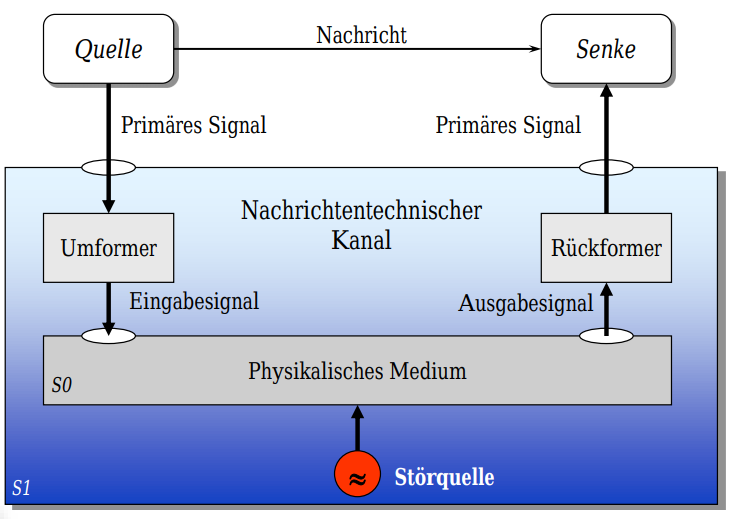 Quelle
Nachricht
Senke
Primäres Signal
Primäres Signal
Nachrichtentechnischer
Kanal
Umformer
Rückformer
Eingabesignal
Ausgabesignal
Physikalisches Medium
S0
≈
Störquelle
S1